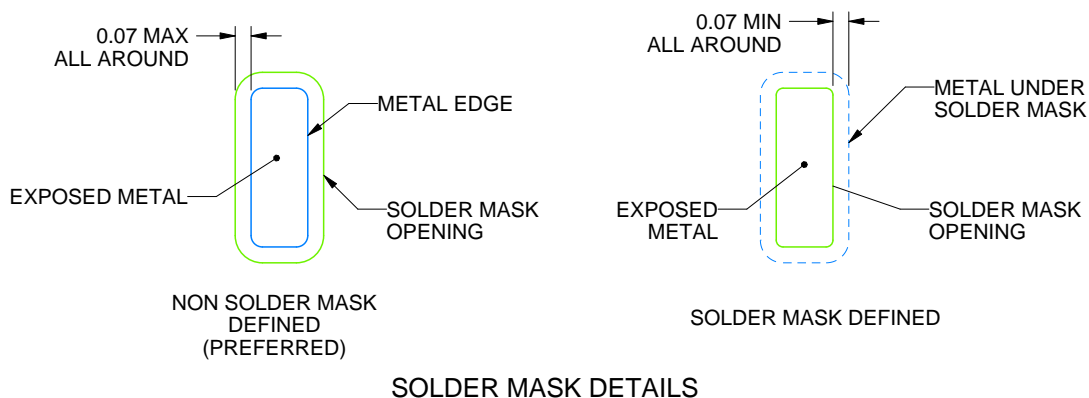 0.07 MAX
ALL AROUND
METAL EDGE
EXPOSED METAL
SOLDER MASK
OPENING
NON SOLDER MASK
DEFINED
(PREFERRED)
0.07 MIN
ALL AROUND
METAL UNDER
SOLDER MASK
EXPOSED
METAL
SOLDER MASK
OPENING
SOLDER MASK DEFINED
SOLDER MASK DETAILS